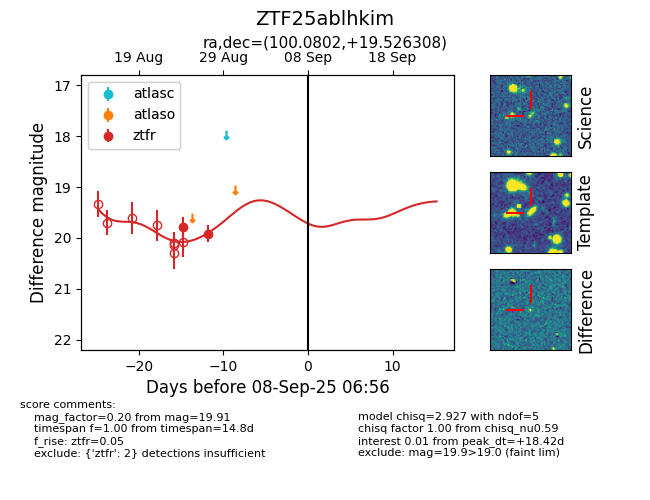 ZTF25ablhkim
ra,dec=(100.0802,+19.526308)
19 Aug
29 Aug
08 Sep
18 Sep
atlasc
atlaso
ztfr
17
18
19
20
21
22
Difference magnitude
−20
−10
0
10
Days before 08-Sep-25 06:56
Science
Template
Difference
score comments:
mag_factor=0.20 from mag=19.91
timespan f=1.00 from timespan=14.8d
f_rise: ztfr=0.05
exclude: {'ztfr': 2} detections insufficient
model chisq=2.927 with ndof=5
chisq factor 1.00 from chisq_nu0.59
interest 0.01 from peak_dt=+18.42d
exclude: mag=19.9>19.0 (faint lim)